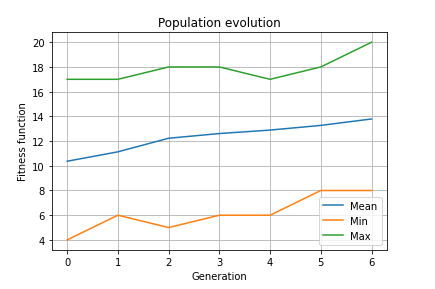 Population evolution
Fitness function
20
18
16
14
12
10
8
6
4
0 1 2 3 4 5 6
Generation
Mean
Min
Max